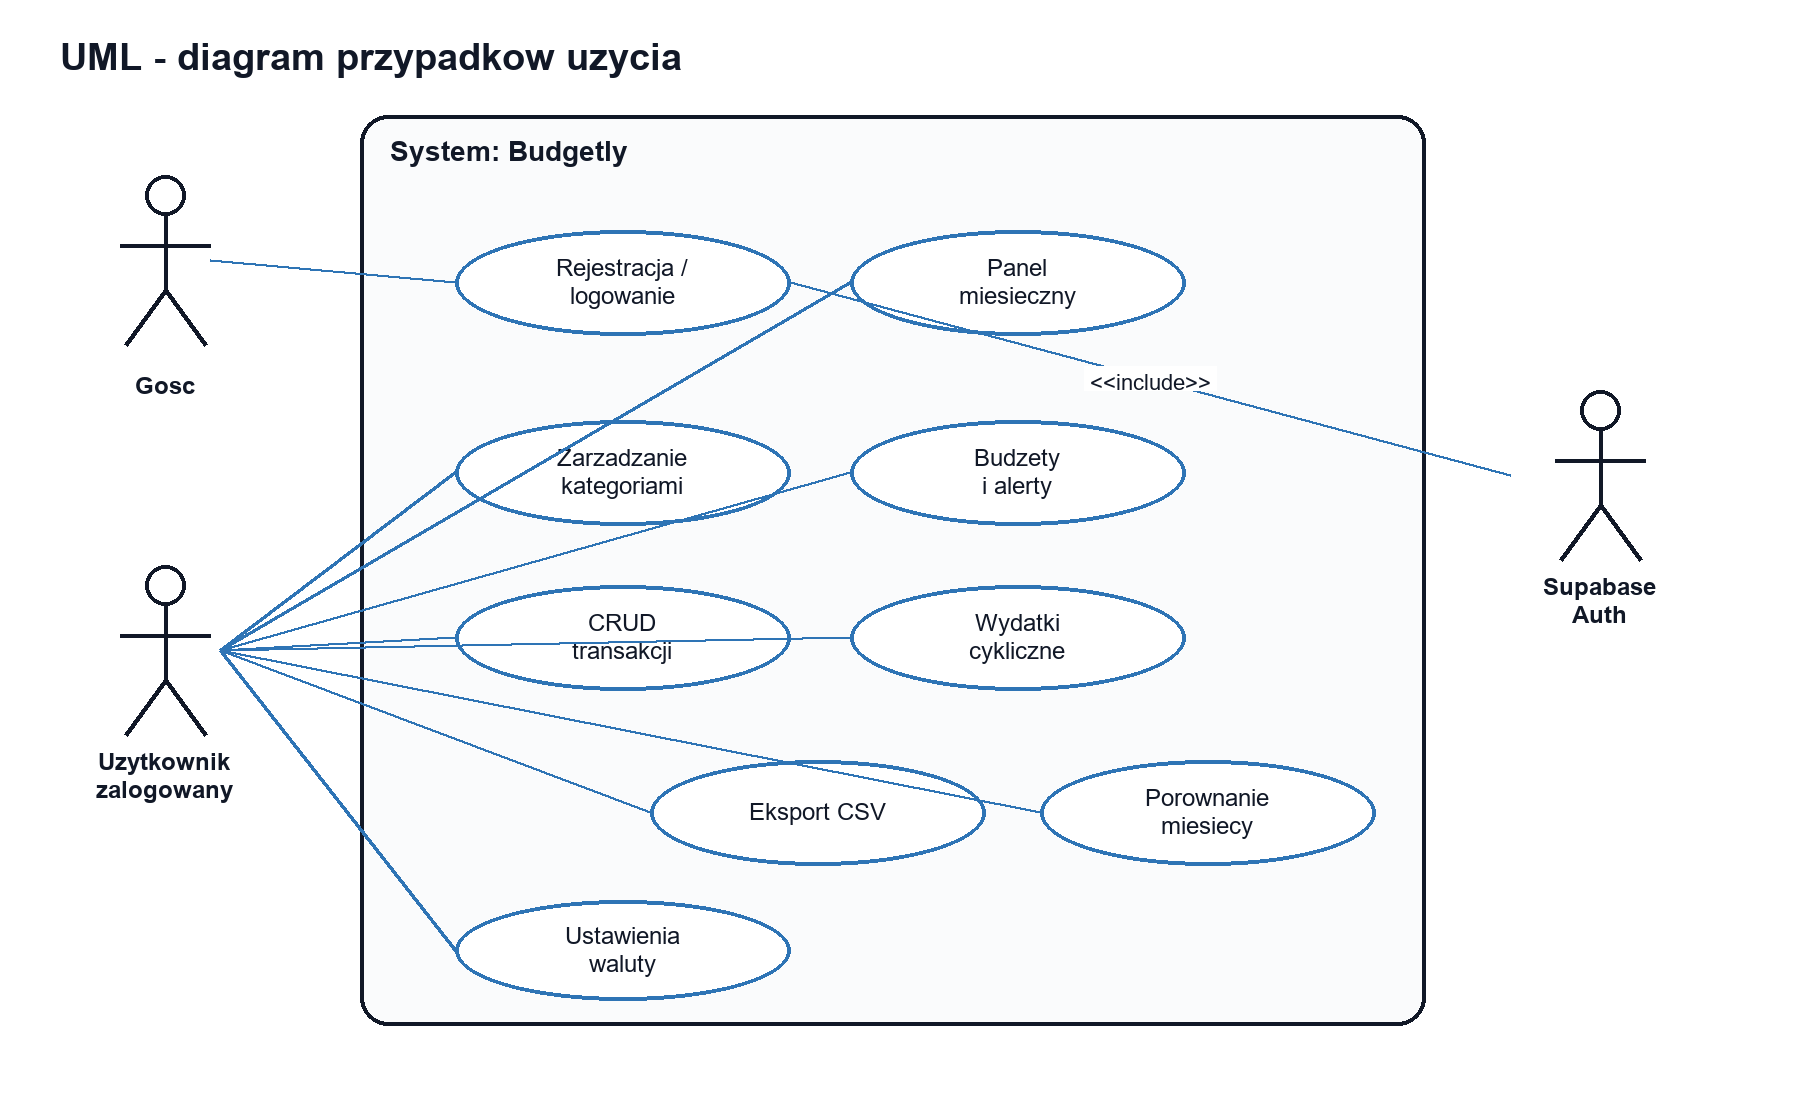 UML - diagram przypadkow uzycia
System: Budgetly
Gosc
Rejestracja /
logowanie
Panel
miesieczny
<<include>>
Zarzadzanie
kategoriami
Budzety
i alerty
Supabase
Auth
Uzytkownik
zalogowany
CRUD
transakcji
Wydatki
cykliczne
Eksport CSV
Porownanie
miesiecy
Ustawienia
waluty